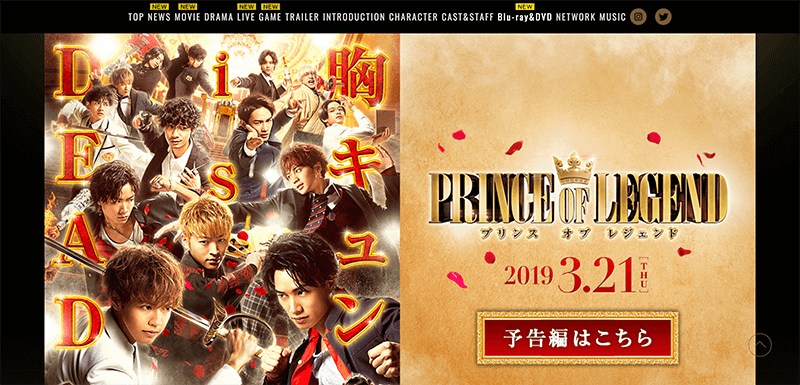 NEW NEW NEW NEW NEW
TOP NEWS MOVIE DRAMA LIVE GAME TRAILER INTRODUCTION CHARACTER CAST&STAFF Blu-ray&DVD NETWORK MUSIC
胸キュン
is
DEAD
PRINCE OF LEGEND
プリンス オブ レジェンド
2019 3.21 [THU]
予告編はこちら